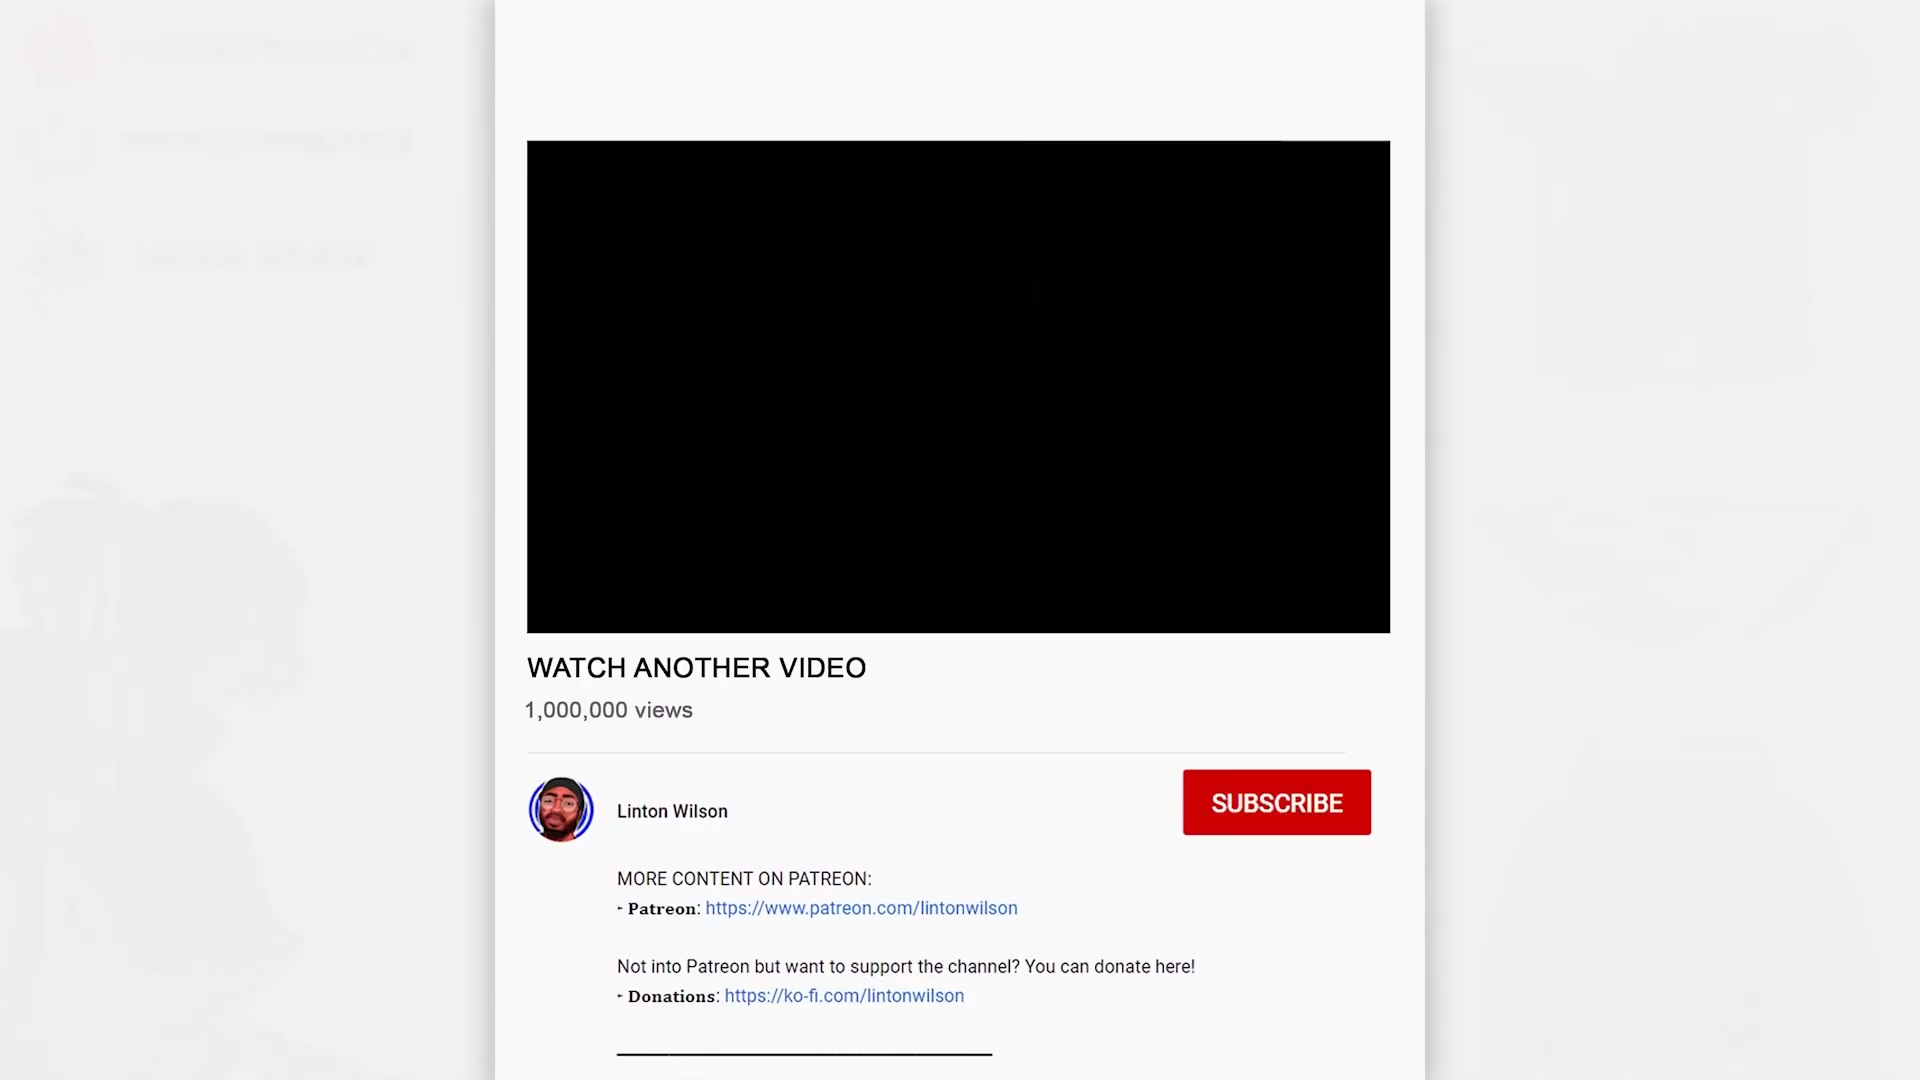 WATCH ANOTHER VIDEO
1,000,000 views
Linton Wilson
SUBSCRIBE
MORE CONTENT ON PATREON:
- Patreon: https://www.patreon.com/lintonwilson
Not into Patreon but want to support the channel? You can donate here!
- Donations: https://ko-fi.com/lintonwilson